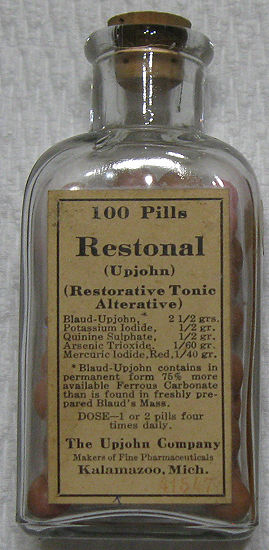 100 Pills
Restonal
(Upjohn)
(Restorative Tonic
Alterative)
Blaud-Upjohn,* 2 1/2 grs.
Potassium Iodide, 1/2 gr.
Quinine Sulphate, 1/2 gr.
Arsenic Trioxide, 1/60 gr.
Mercuric Iodide, Red, 1/40 gr.
*Blaud-Upjohn contains in
permanent form 75% more
available Ferrous Carbonate
than is found in freshly pre-
pared Blaud's Mass.
DOSE—1 or 2 pills four
times daily.
The Upjohn Company
Makers of Fine Pharmaceuticals
Kalamazoo, Mich.